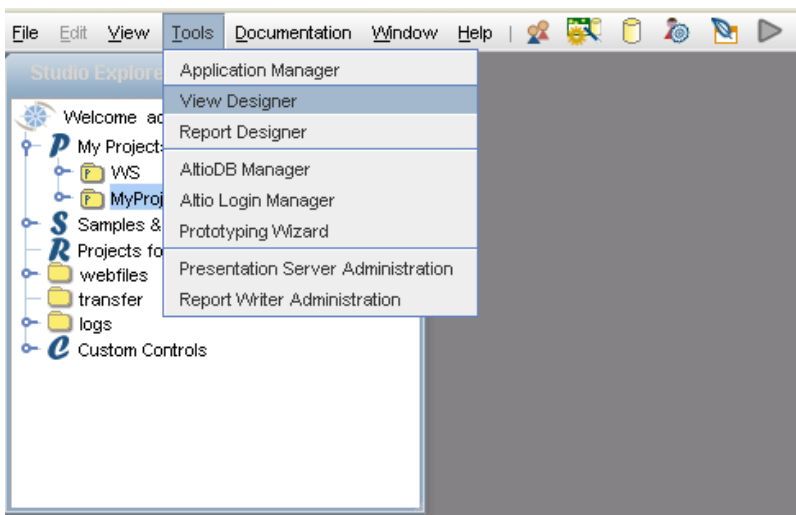 File Edit View Tools Documentation Window Help
Studio Explore
Application Manager
View Designer
Report Designer
AltioDB Manager
Altio Login Manager
Prototyping Wizard
Presentation Server Administration
Report Writer Administration
Welcome ac
P My Project
P WS
P MyProj
S Samples &
R Projects fo
webfiles
transfer
logs
C Custom Controls